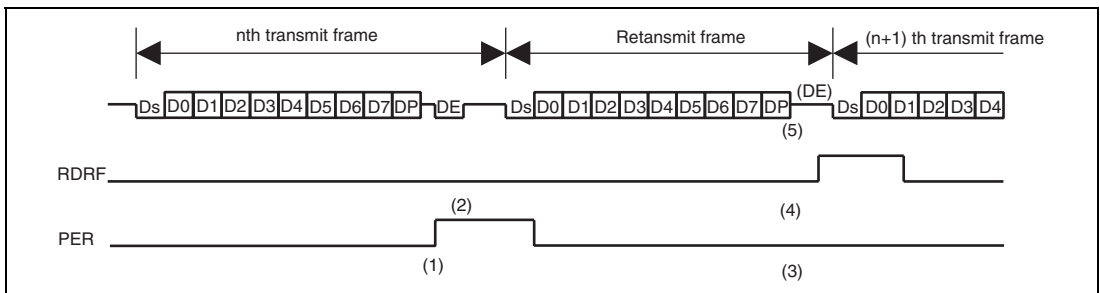 nth transmit frame Retansmit frame (n+1) th transmit frame
(DE)
Ds D0 D1 D2 D3 D4 D5 D6 D7 DP DE Ds D0 D1 D2 D3 D4 D5 D6 D7 DP Ds D0 D1 D2 D3 D4
(5)
RDRF
(2) (4)
PER
(1) (3)